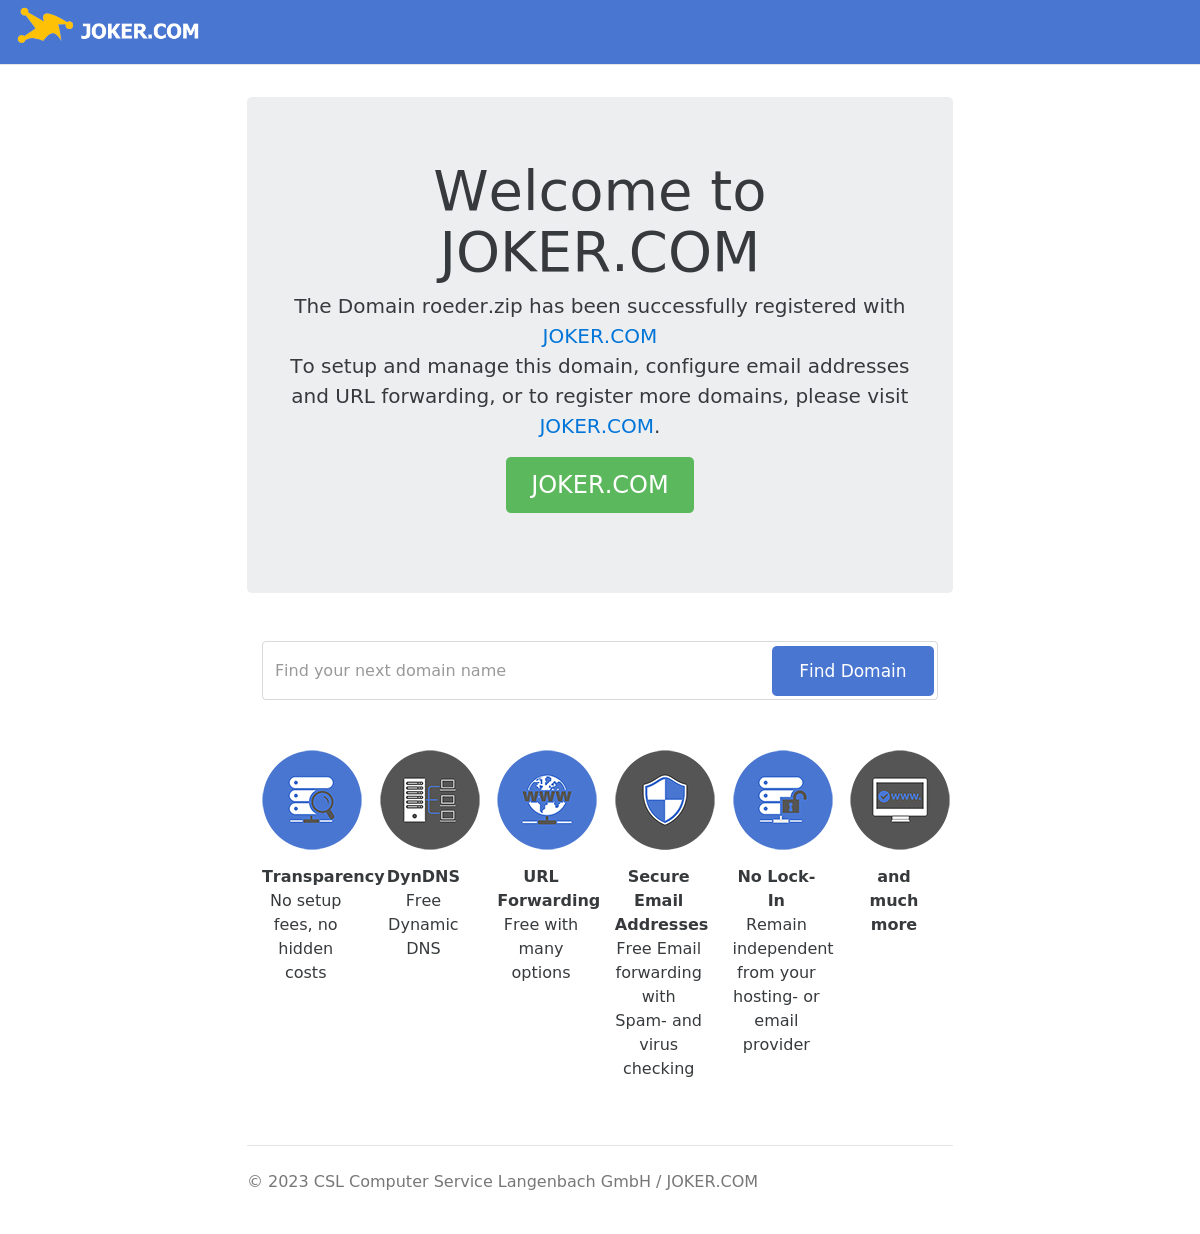 JOKER.COM
Welcome to
JOKER.COM
The Domain roeder.zip has been successfully registered with
JOKER.COM
To setup and manage this domain, configure email addresses
and URL forwarding, or to register more domains, please visit
JOKER.COM.
JOKER.COM
Find your next domain name
Find Domain
www
www.
Transparency
No setup
fees, no
hidden
costs
DynDNS
Free
Dynamic
DNS
URL
Forwarding
Free with
many
options
Secure
Email
Addresses
Free Email
forwarding
with
Spam- and
virus
checking
No Lock-
In
Remain
independent
from your
hosting- or
email
provider
and
much
more
© 2023 CSL Computer Service Langenbach GmbH / JOKER.COM